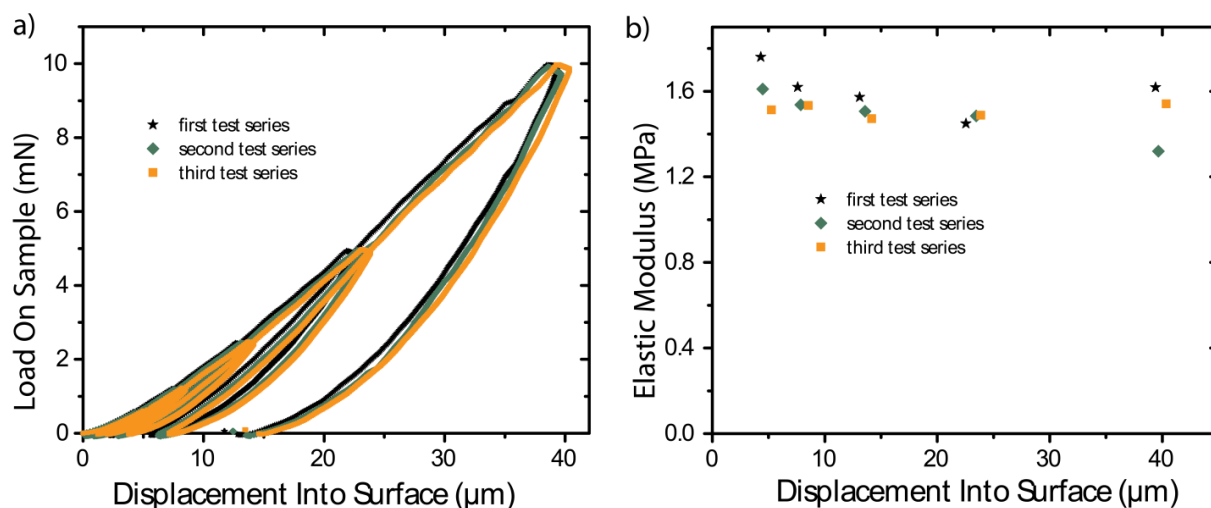 a)
Load On Sample (mN)
10
8
6
4
2
0
first test series
second test series
third test series
0 10 20 30 40
Displacement Into Surface (µm)
b)
Elastic Modulus (MPa)
1.6
1.2
0.8
0.4
0.0
first test series
second test series
third test series
0 10 20 30 40
Displacement Into Surface (µm)